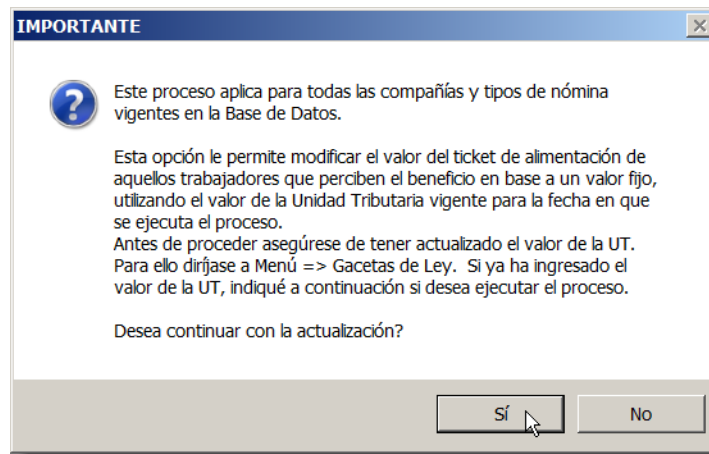 IMPORTANTE
Este proceso aplica para todas las compañías y tipos de nómina
vigentes en la Base de Datos.
Esta opción le permite modificar el valor del ticket de alimentación de
aquellos trabajadores que perciben el beneficio en base a un valor fijo,
utilizando el valor de la Unidad Tributaria vigente para la fecha en que
se ejecuta el proceso.
Antes de proceder asegúrese de tener actualizado el valor de la UT.
Para ello diríjase a Menú => Gacetas de Ley.  Si ya ha ingresado el
valor de la UT, indiqué a continuación si desea ejecutar el proceso.
Desea continuar con la actualización?
Sí
No